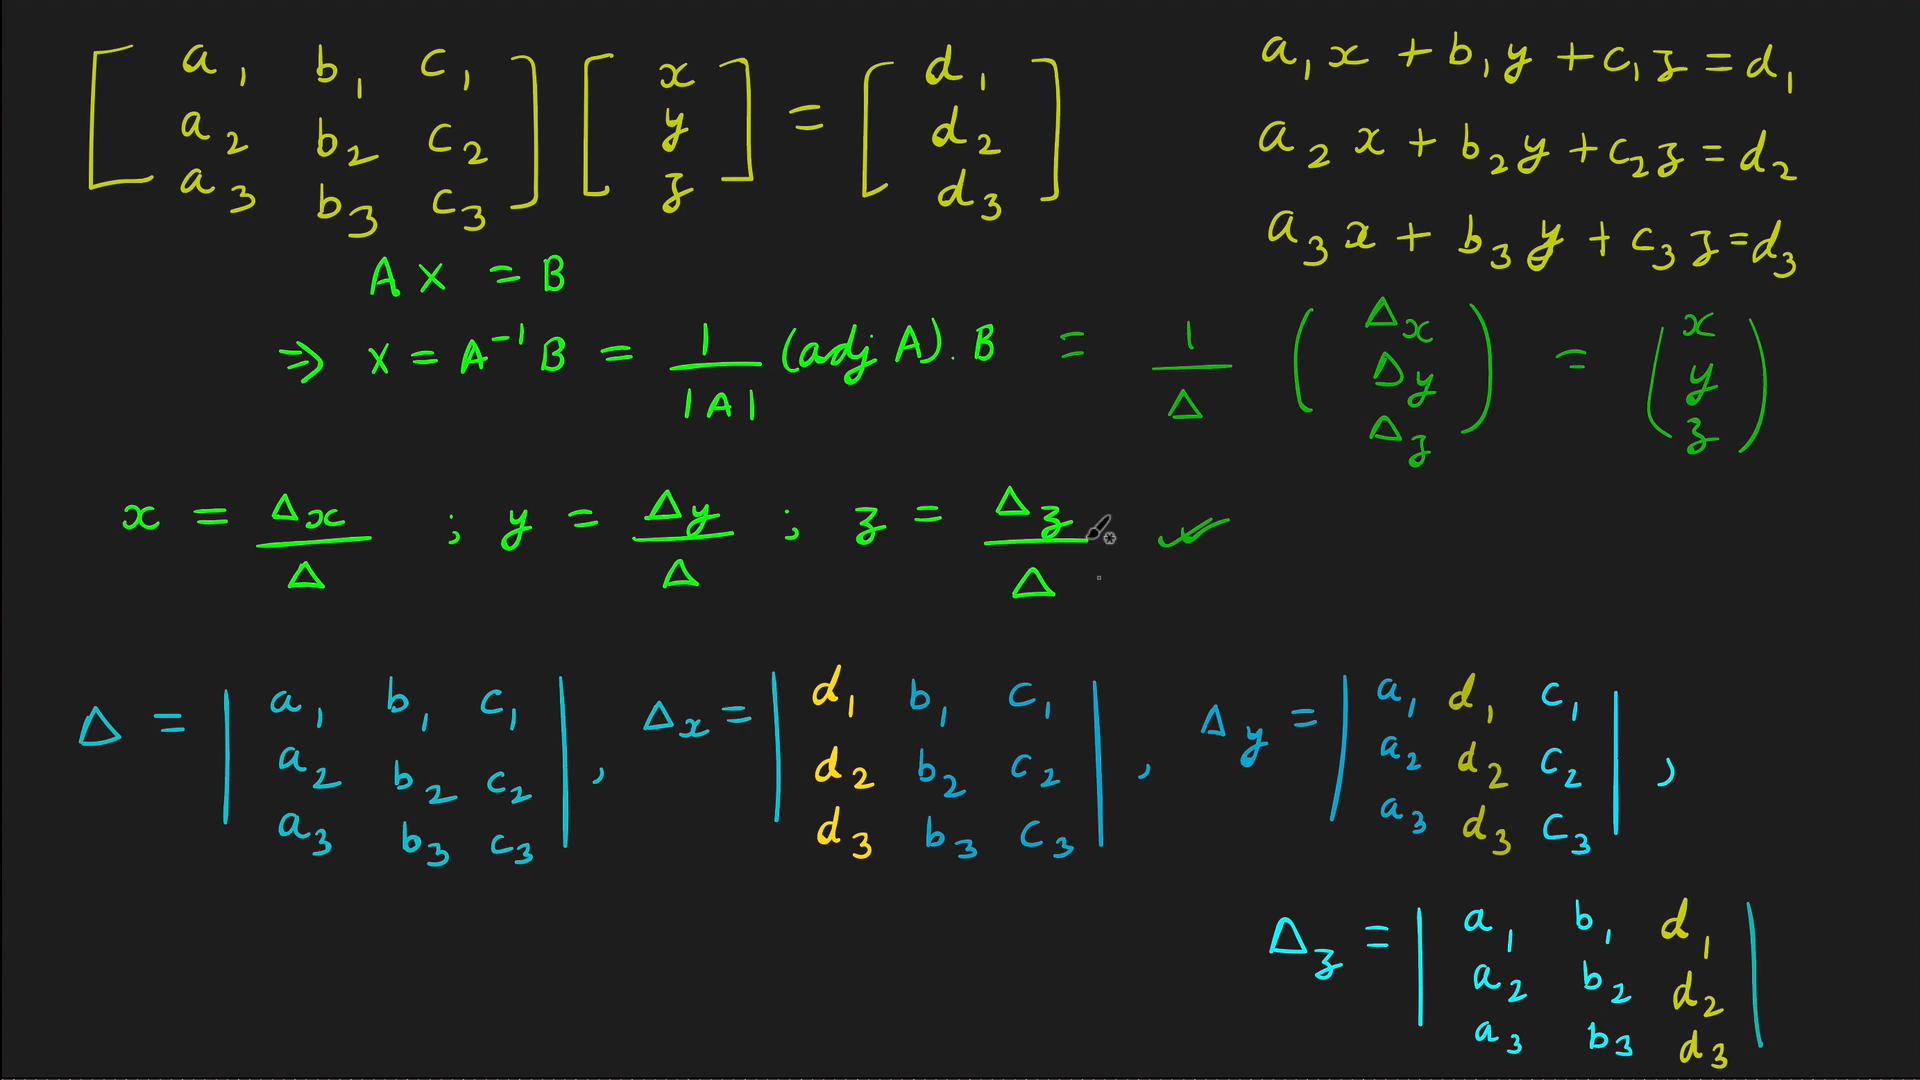 [ a₁ b₁ c₁ ] [ x ] = [ d₁ ]
[ a₂ b₂ c₂ ] [ y ] = [ d₂ ]
[ a₃ b₃ c₃ ] [ z ] = [ d₃ ]
a₁x + b₁y + c₁z = d₁
a₂x + b₂y + c₂z = d₂
a₃x + b₃y + c₃z = d₃
A X = B
⇒ X = A⁻¹ B = 1/|A| (adj A). B = 1/Δ ( Δx Δy Δz ) = ( x y z )
x = Δx/Δ ; y = Δy/Δ ; z = Δz/Δ ✓
Δ = | a₁ b₁ c₁ |
| a₂ b₂ c₂ |
| a₃ b₃ c₃ | ,
Δx = | d₁ b₁ c₁ |
| d₂ b₂ c₂ |
| d₃ b₃ c₃ | ,
Δy = | a₁ d₁ c₁ |
| a₂ d₂ c₂ |
| a₃ d₃ c₃ | ,
Δz = | a₁ b₁ d₁ |
| a₂ b₂ d₂ |
| a₃ b₃ d₃ |